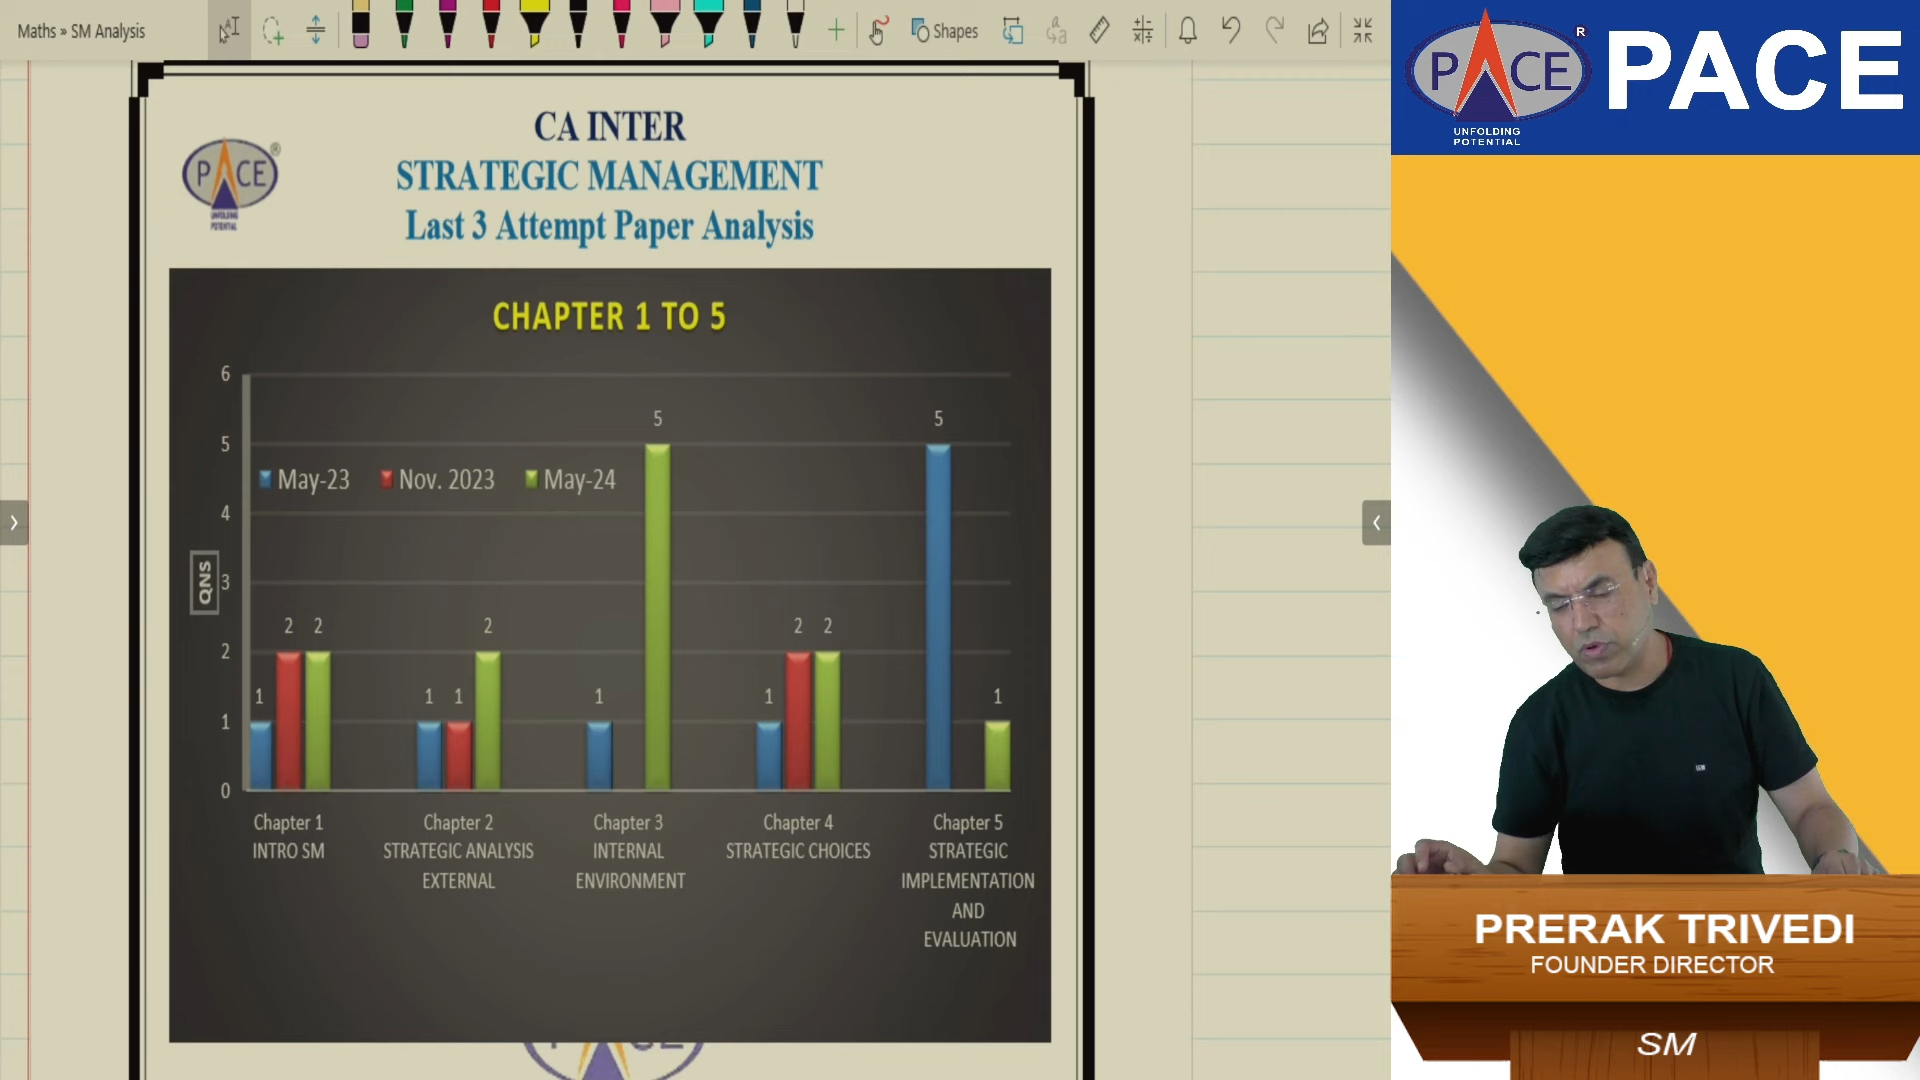 Maths » SM Analysis
Shapes
CA INTER
STRATEGIC MANAGEMENT
Last 3 Attempt Paper Analysis
PACE
®
UNFOLDING
POTENTIAL
CHAPTER 1 TO 5
6
5
4
3
2
1
0
QNS
May-23
Nov. 2023
May-24
1 2 2
1 1 2
1 5
1 2 2
5 1
Chapter 1
INTRO SM
Chapter 2
STRATEGIC ANALYSIS
EXTERNAL
Chapter 3
INTERNAL
ENVIRONMENT
Chapter 4
STRATEGIC CHOICES
Chapter 5
STRATEGIC
IMPLEMENTATION
AND
EVALUATION
PACE
®
UNFOLDING
POTENTIAL
PACE
PRERAK TRIVEDI
FOUNDER DIRECTOR
SM